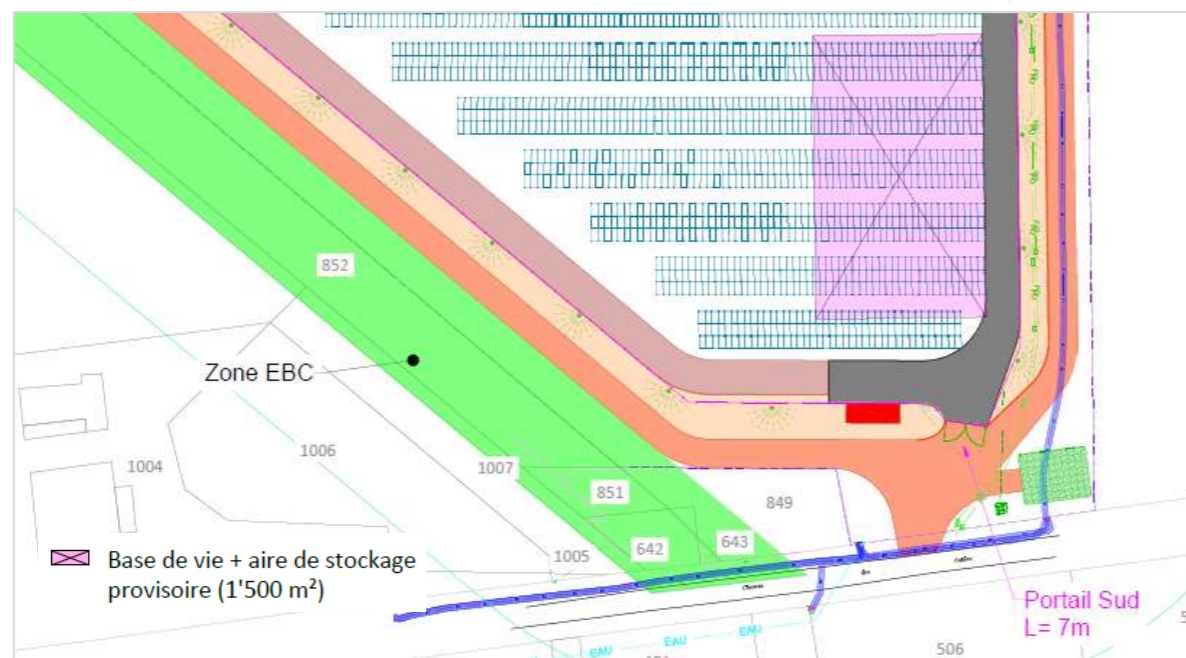 852
Zone EBC
1004
1006
1007
851
849
642
643
1005
Base de vie + aire de stockage
provisoire (1'500 m²)
Portail Sud
L= 7m
EAU
EAU
EAU
506